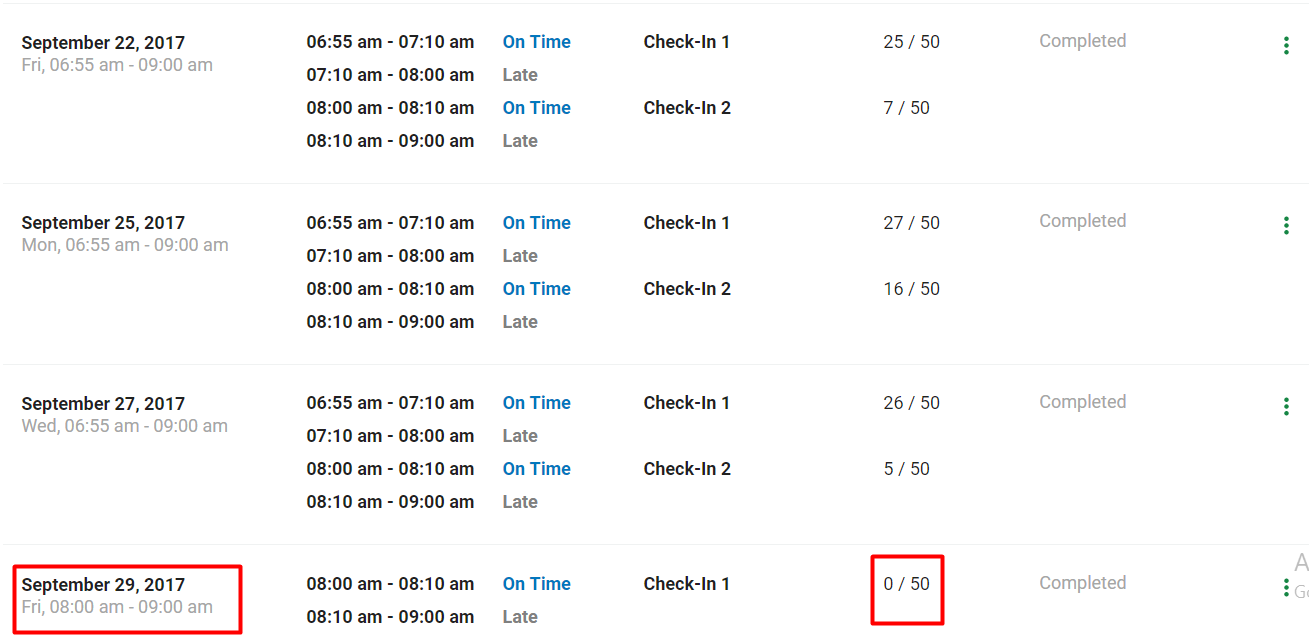 September 22, 2017 06:55 am - 07:10 am On Time Check-In 1 25 / 50 Completed
Fri, 06:55 am - 09:00 am
07:10 am - 08:00 am Late
08:00 am - 08:10 am On Time Check-In 2 7 / 50
08:10 am - 09:00 am Late
September 25, 2017 06:55 am - 07:10 am On Time Check-In 1 27 / 50 Completed
Mon, 06:55 am - 09:00 am
07:10 am - 08:00 am Late
08:00 am - 08:10 am On Time Check-In 2 16 / 50
08:10 am - 09:00 am Late
September 27, 2017 06:55 am - 07:10 am On Time Check-In 1 26 / 50 Completed
Wed, 06:55 am - 09:00 am
07:10 am - 08:00 am Late
08:00 am - 08:10 am On Time Check-In 2 5 / 50
08:10 am - 09:00 am Late
September 29, 2017 08:00 am - 08:10 am On Time Check-In 1 0 / 50 Completed
Fri, 08:00 am - 09:00 am
08:10 am - 09:00 am Late